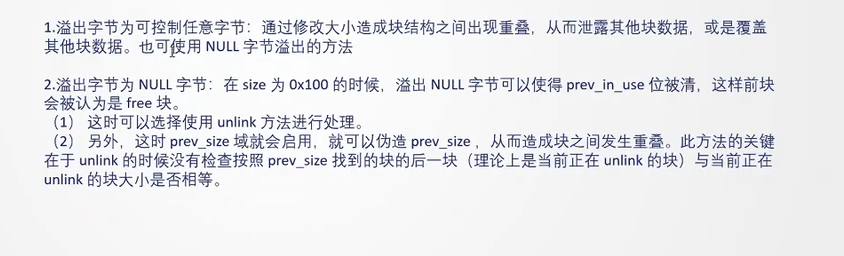 1.溢出字节为可控制任意字节：通过修改大小造成块结构之间出现重叠，从而泄露其他块数据，或是覆盖
其他块数据。也可使用 NULL 字节溢出的方法
2.溢出字节为 NULL 字节：在 size 为 0x100 的时候，溢出 NULL 字节可以使得 prev_in_use 位被清，这样前块
会被认为是 free 块。
（1） 这时可以选择使用 unlink 方法进行处理。
（2） 另外，这时 prev_size 域就会启用，就可以伪造 prev_size ，从而造成块之间发生重叠。此方法的关键
在于 unlink 的时候没有检查按照 prev_size 找到的块的后一块（理论上是当前正在 unlink 的块）与当前正在
unlink 的块大小是否相等。